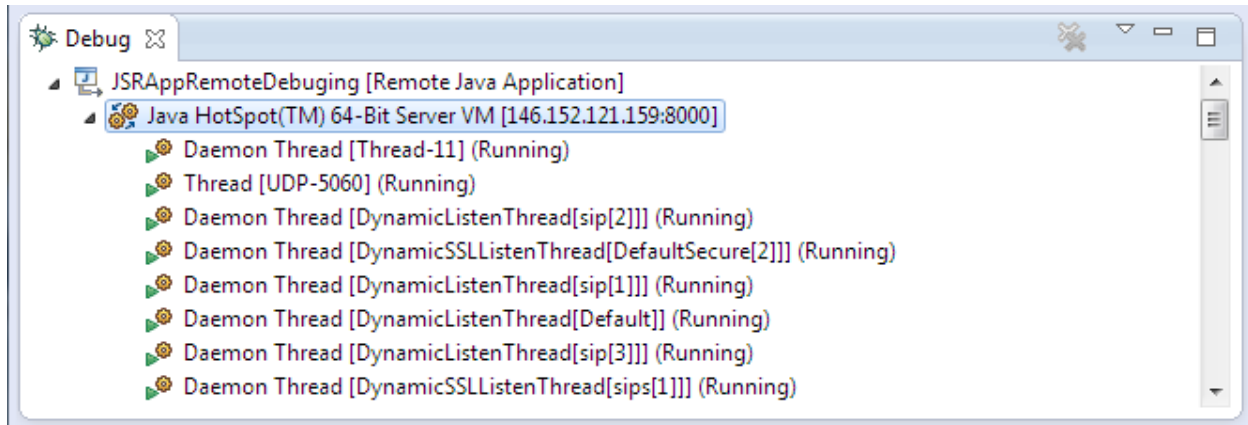 Debug
JSRAppRemoteDebuging [Remote Java Application]
Java HotSpot(TM) 64-Bit Server VM [146.152.121.159:8000]
Daemon Thread [Thread-11] (Running)
Thread [UDP-5060] (Running)
Daemon Thread [DynamicListenThread[sip[2]]] (Running)
Daemon Thread [DynamicSSLListenThread[DefaultSecure[2]]] (Running)
Daemon Thread [DynamicListenThread[sip[1]]] (Running)
Daemon Thread [DynamicListenThread[Default]] (Running)
Daemon Thread [DynamicListenThread[sip[3]]] (Running)
Daemon Thread [DynamicSSLListenThread[sips[1]]] (Running)